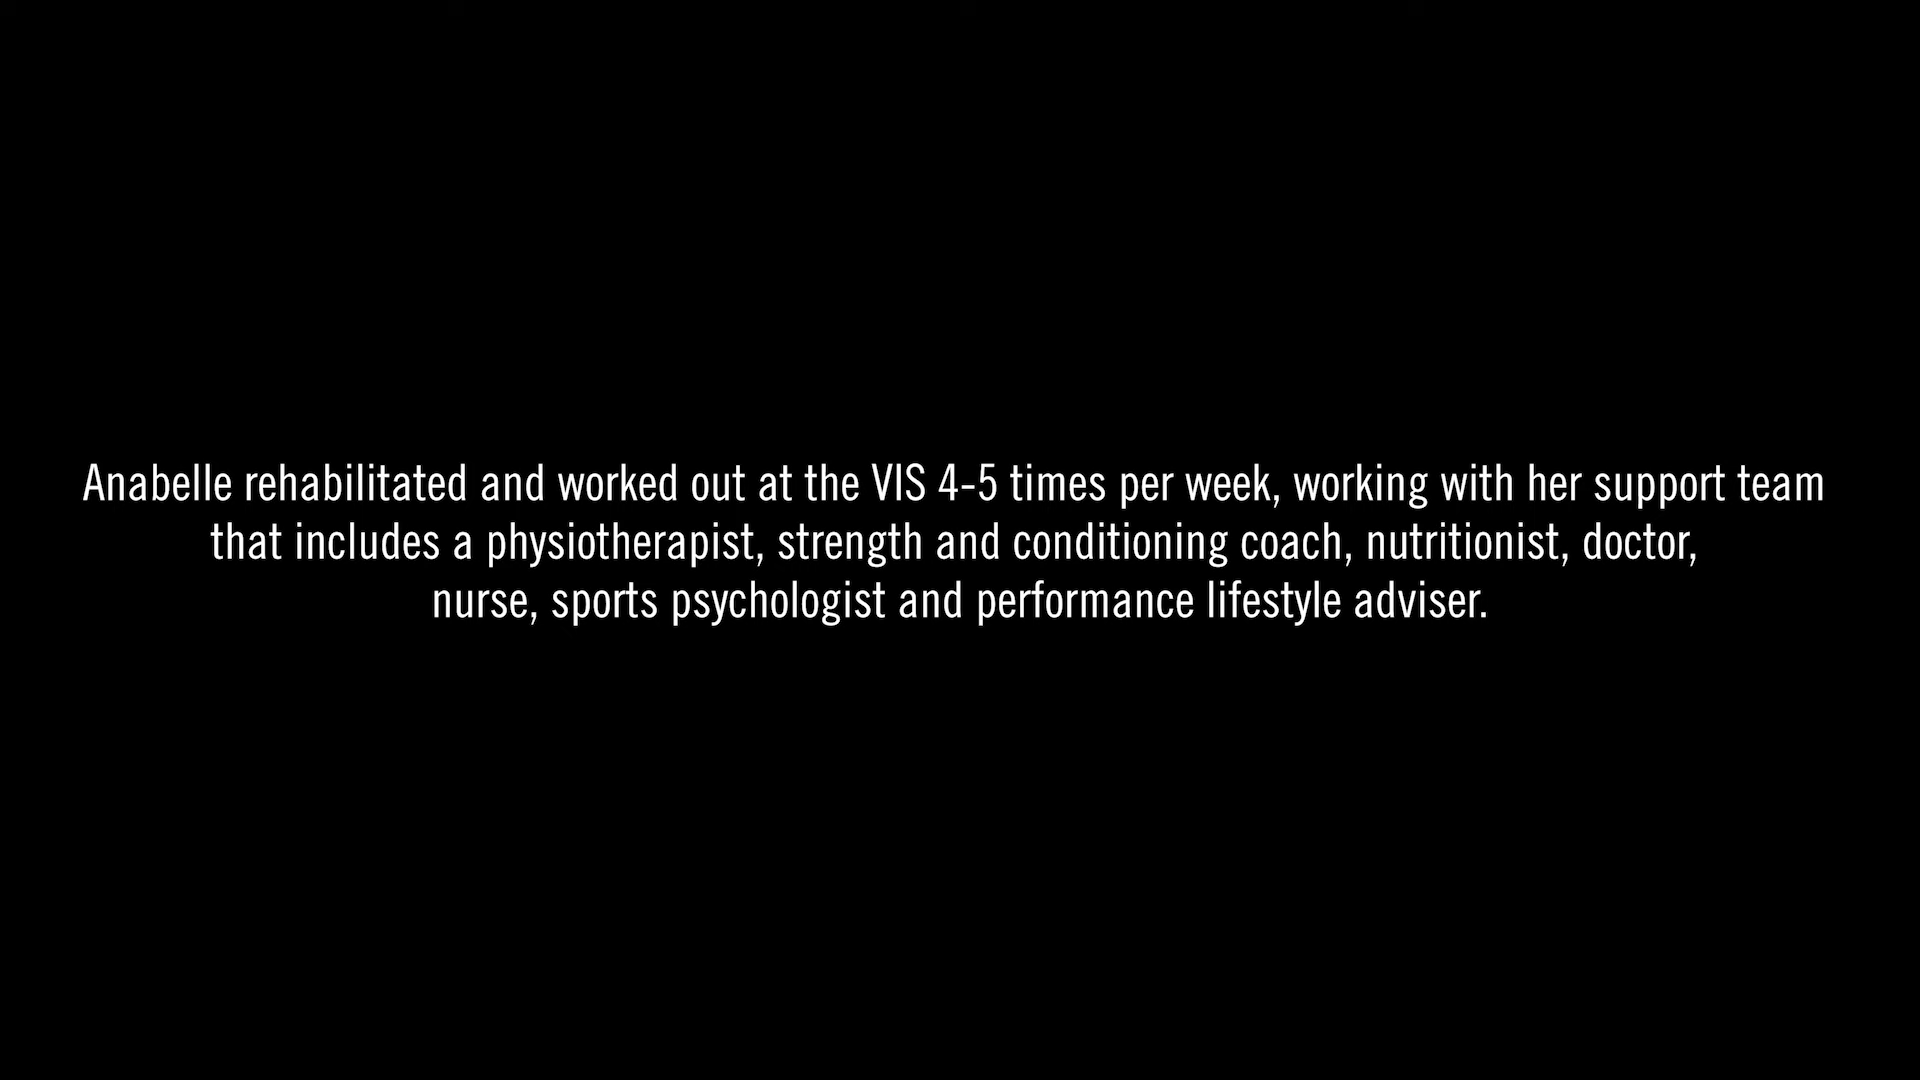 Anabelle rehabilitated and worked out at the VIS 4-5 times per week, working with her support team
that includes a physiotherapist, strength and conditioning coach, nutritionist, doctor,
nurse, sports psychologist and performance lifestyle adviser.